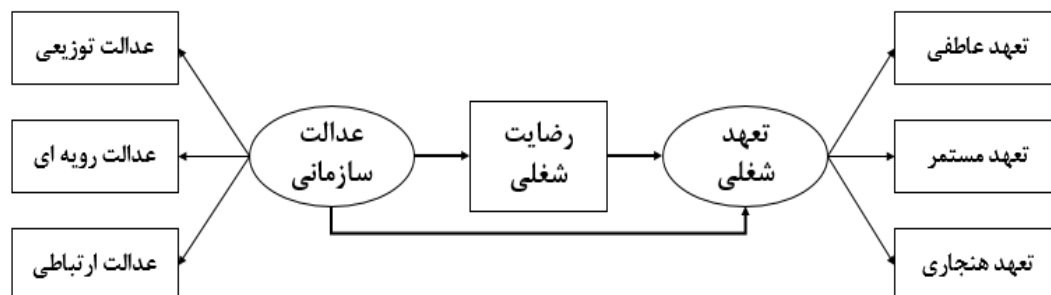 عدالت توزیعی
عدالت رویه ای
عدالت ارتباطی
عدالت
سازمانی
رضایت
شغلی
تعهد
شغلی
تعهد عاطفی
تعهد مستمر
تعهد هنجاری